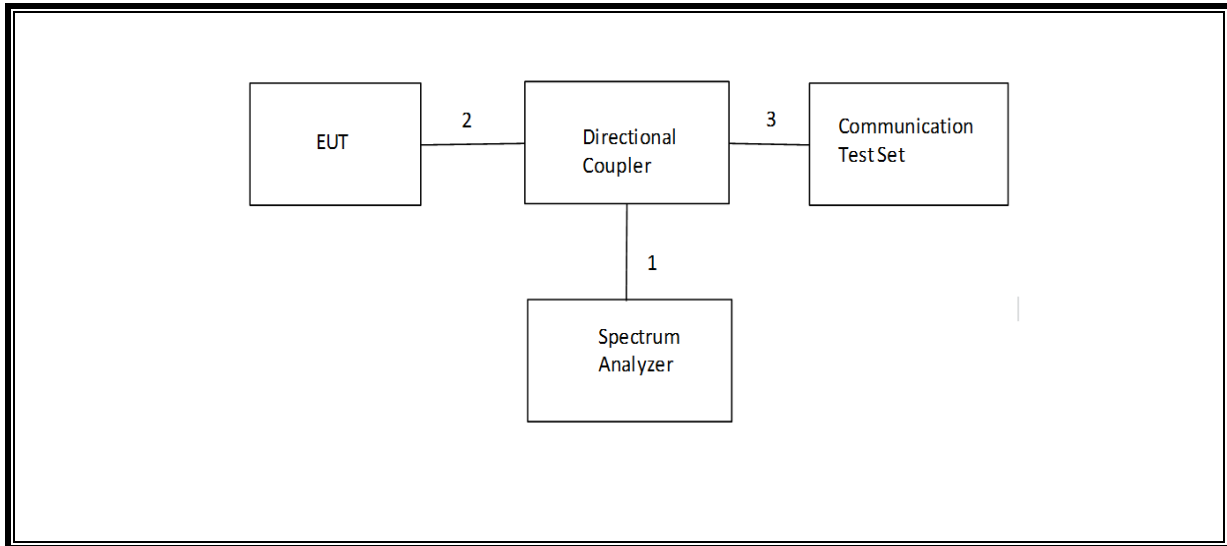 EUT
2
Directional
Coupler
3
Communication
Test Set
1
Spectrum
Analyzer